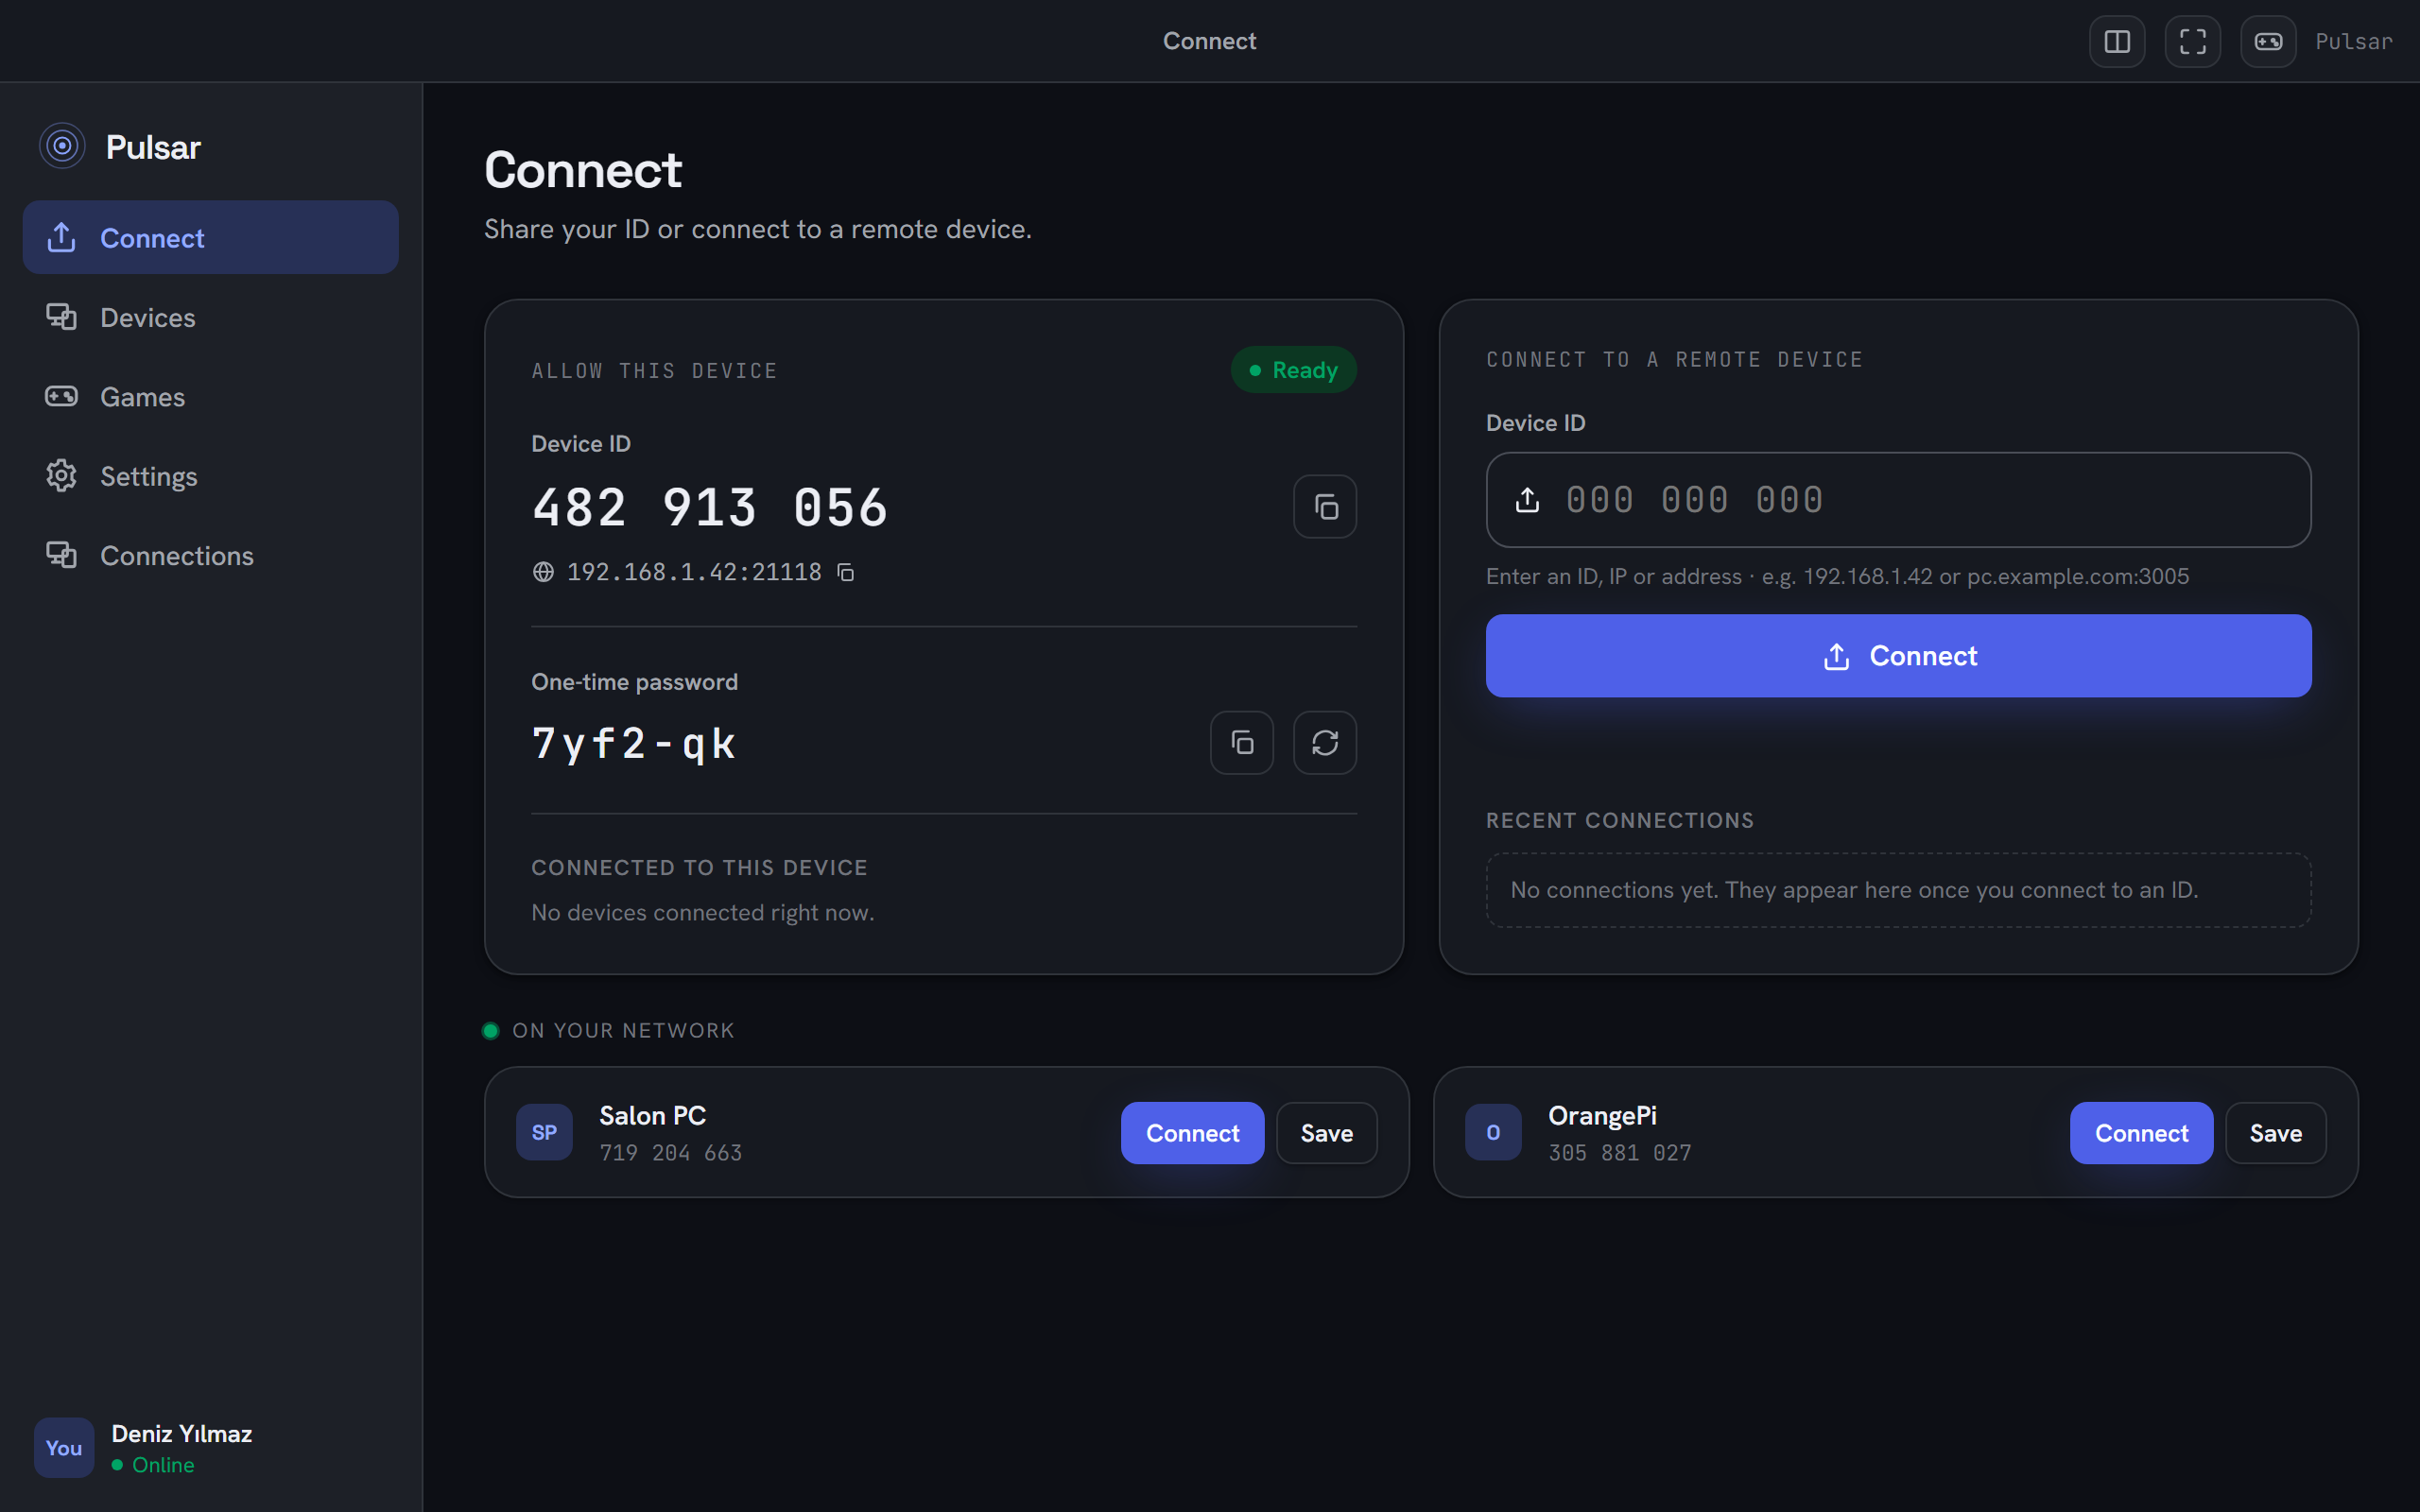 Connect
Pulsar
Pulsar
Connect
Devices
Games
Settings
Connections
Deniz Yılmaz
You
Online
Connect
Share your ID or connect to a remote device.
ALLOW THIS DEVICE
Ready
Device ID
482 913 056
192.168.1.42:21118
One-time password
7yf2-qk
CONNECTED TO THIS DEVICE
No devices connected right now.
CONNECT TO A REMOTE DEVICE
Device ID
000 000 000
Enter an ID, IP or address · e.g. 192.168.1.42 or pc.example.com:3005
Connect
RECENT CONNECTIONS
No connections yet. They appear here once you connect to an ID.
ON YOUR NETWORK
SP
Salon PC
719 204 663
Connect
Save
O
OrangePi
305 881 027
Connect
Save